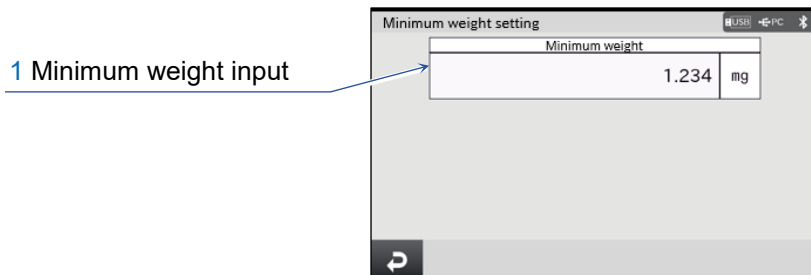 Minimum weight setting
USB PC
Minimum weight
1 Minimum weight input
1.234 mg